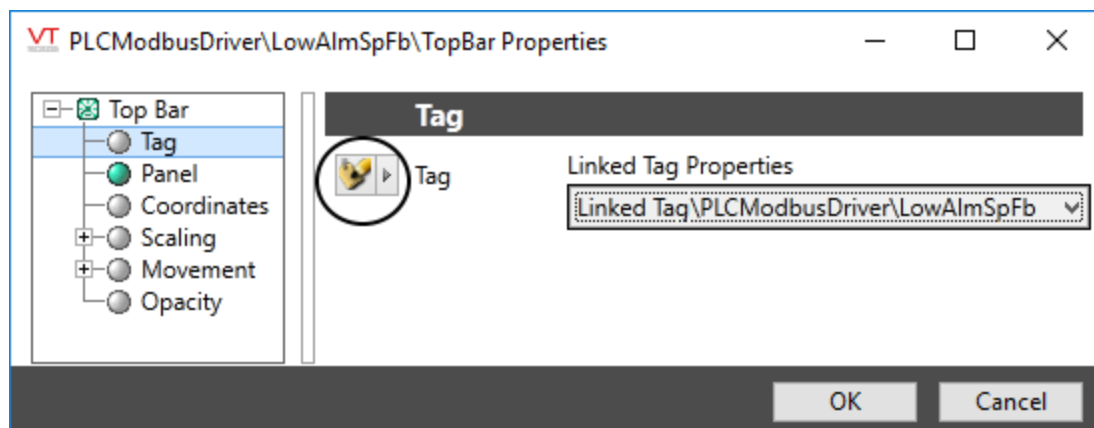 VT PLCModbusDriver\LowAlmSpFb\TopBar Properties
Top Bar
Tag
Panel
Coordinates
Scaling
Movement
Opacity
Tag
Tag
Linked Tag Properties
Linked Tag\PLCModbusDriver\LowAlmSpFb
OK
Cancel